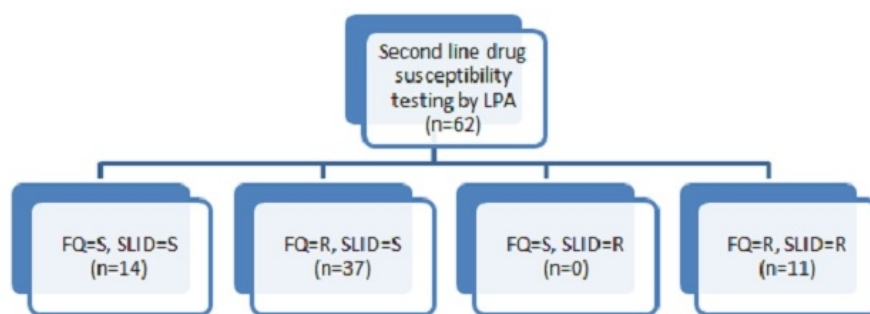 Second line drug
susceptibility
testing by LPA
(n=62)
FQ=S, SLID=S
(n=14)
FQ=R, SLID=S
(n=37)
FQ=S, SLID=R
(n=0)
FQ=R, SLID=R
(n=11)